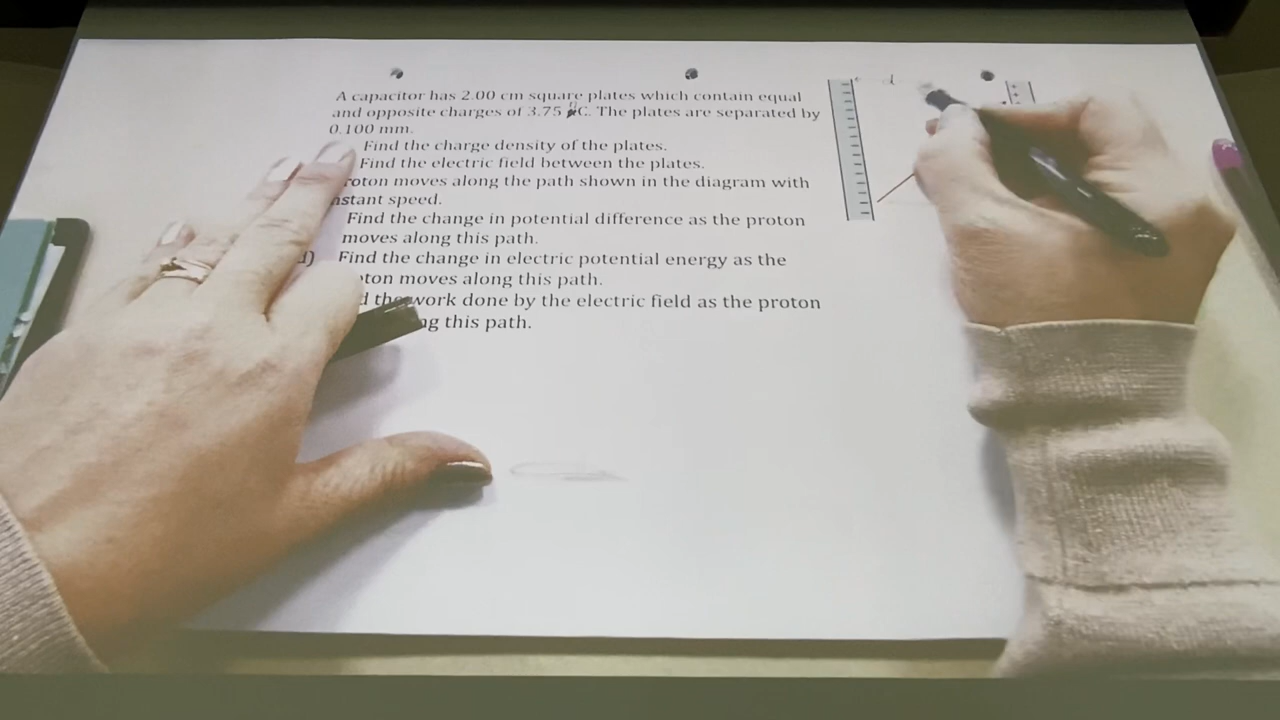 A capacitor has 2.00 cm square plates which contain equal
and opposite charges of 3.75 C. The plates are separated by
0.100 mm.
Find the charge density of the plates.
Find the electric field between the plates.
roton moves along the path shown in the diagram with
nstant speed.
Find the change in potential difference as the proton
moves along this path.
d) Find the change in electric potential energy as the
ton moves along this path.
d the work done by the electric field as the proton
ng this path.
d